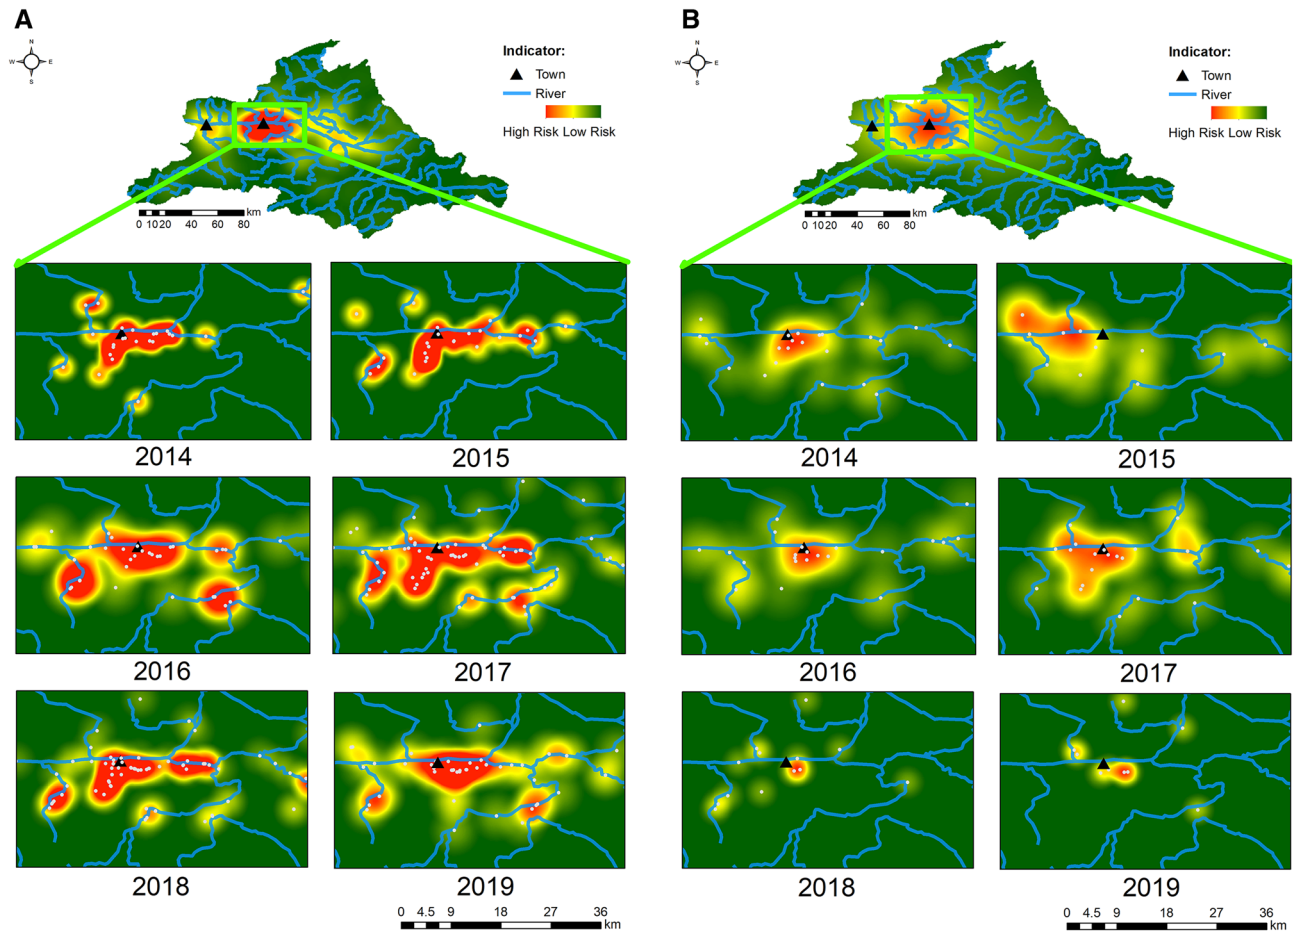 A
N
W E
S
Indicator:
Town
River
High Risk Low Risk
km
0 10 20 40 60 80
2014
2015
2016
2017
2018
2019
0 4.5 9 18 27 36
km
B
N
W E
S
Indicator:
Town
River
High Risk Low Risk
km
0 10 20 40 60 80
2014
2015
2016
2017
2018
2019
0 4.5 9 18 27 36
km